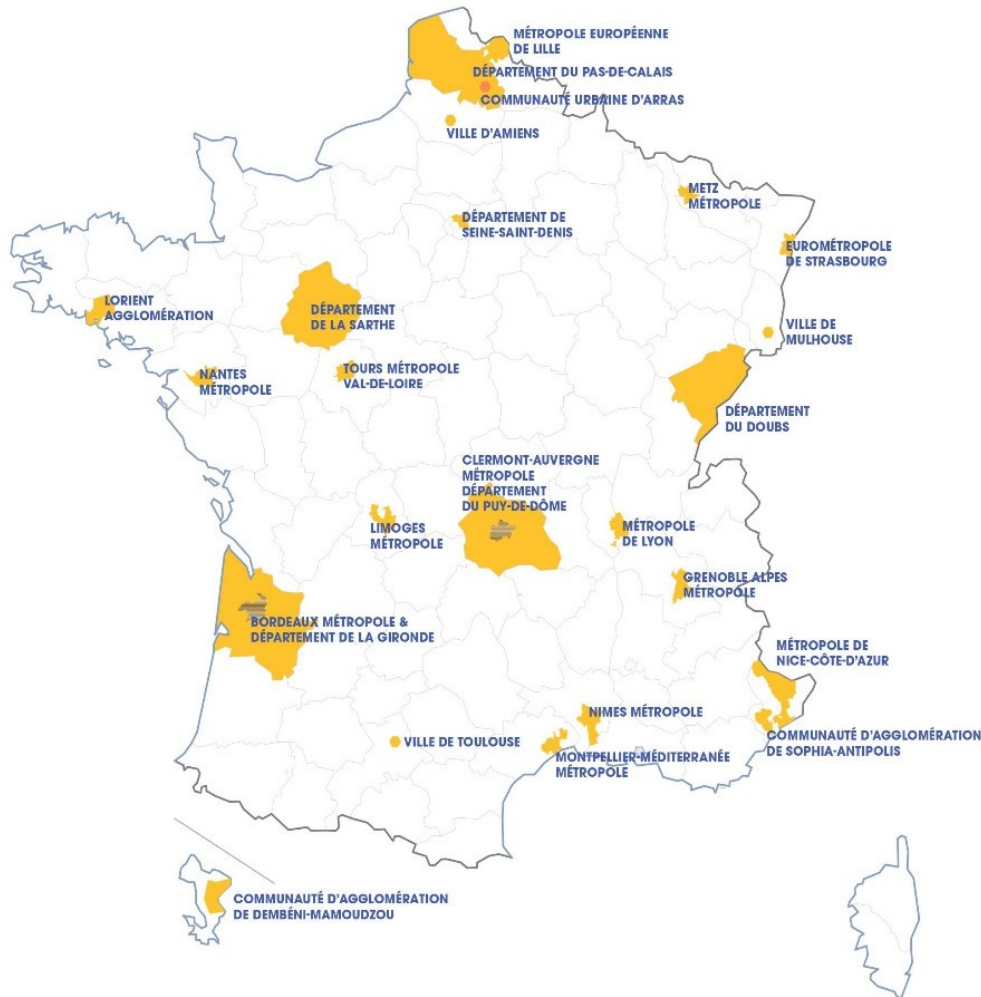 MÉTROPOLE EUROPÉENNE
DE LILLE
DÉPARTEMENT DU PAS-DE-CALAIS
COMMUNAUTÉ URBAINE D'ARRAS
VILLE D'AMIENS
METZ
MÉTROPOLE
DÉPARTEMENT DE
SEINE-SAINT-DENIS
EUROMÉTROPOLE
DE STRASBOURG
LORIENT
AGGLOMÉRATION
DÉPARTEMENT
DE LA SARTHE
VILLE DE
MULHOUSE
NANTES
MÉTROPOLE
TOURS MÉTROPOLE
VAL-DE-LOIRE
DÉPARTEMENT
DU DOUBS
CLERMONT-AUVERGNE
MÉTROPOLE
DÉPARTEMENT
DU PUY-DE-DÔME
LIMOGES
MÉTROPOLE
MÉTROPOLE
DE LYON
GRENOBLE ALPES
MÉTROPOLE
BORDEAUX MÉTROPOLE &
DÉPARTEMENT DE LA GIRONDE
MÉTROPOLE DE
NICE-CÔTE-D'AZUR
NIMES MÉTROPOLE
COMMUNAUTÉ D'AGGLOMÉRATION
DE SOPHIA-ANTIPOLIS
VILLE DE TOULOUSE
MONTPELLIER-MÉDITERRANÉE
MÉTROPOLE
COMMUNAUTÉ D'AGGLOMÉRATION
DE DEMBÉNI-MAMOUDZOU